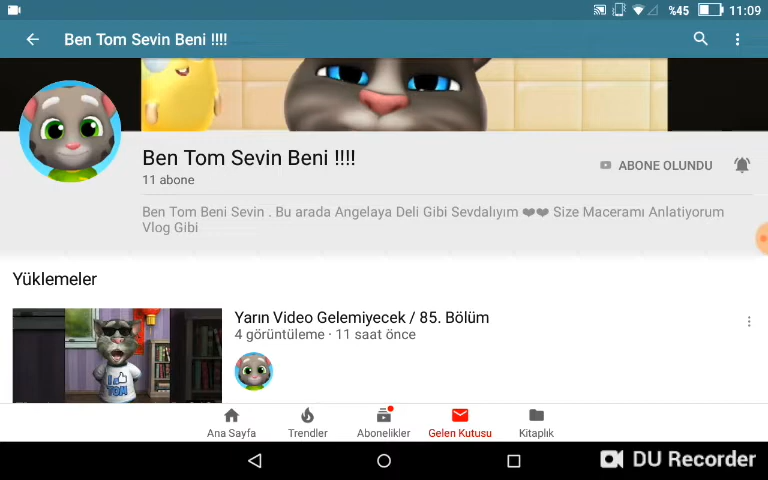 %45 11:09
Ben Tom Sevin Beni !!!!
Ben Tom Sevin Beni !!!!
11 abone
ABONE OLUNDU
Ben Tom Beni Sevin . Bu arada Angelaya Deli Gibi Sevdalıyım ❤❤ Size Maceramı Anlatiyorum
Vlog Gibi
Yüklemeler
Yarın Video Gelemiyecek / 85. Bölüm
4 görüntüleme · 11 saat önce
TOM
Ana Sayfa Trendler Abonelikler Gelen Kutusu Kitaplık
DU Recorder